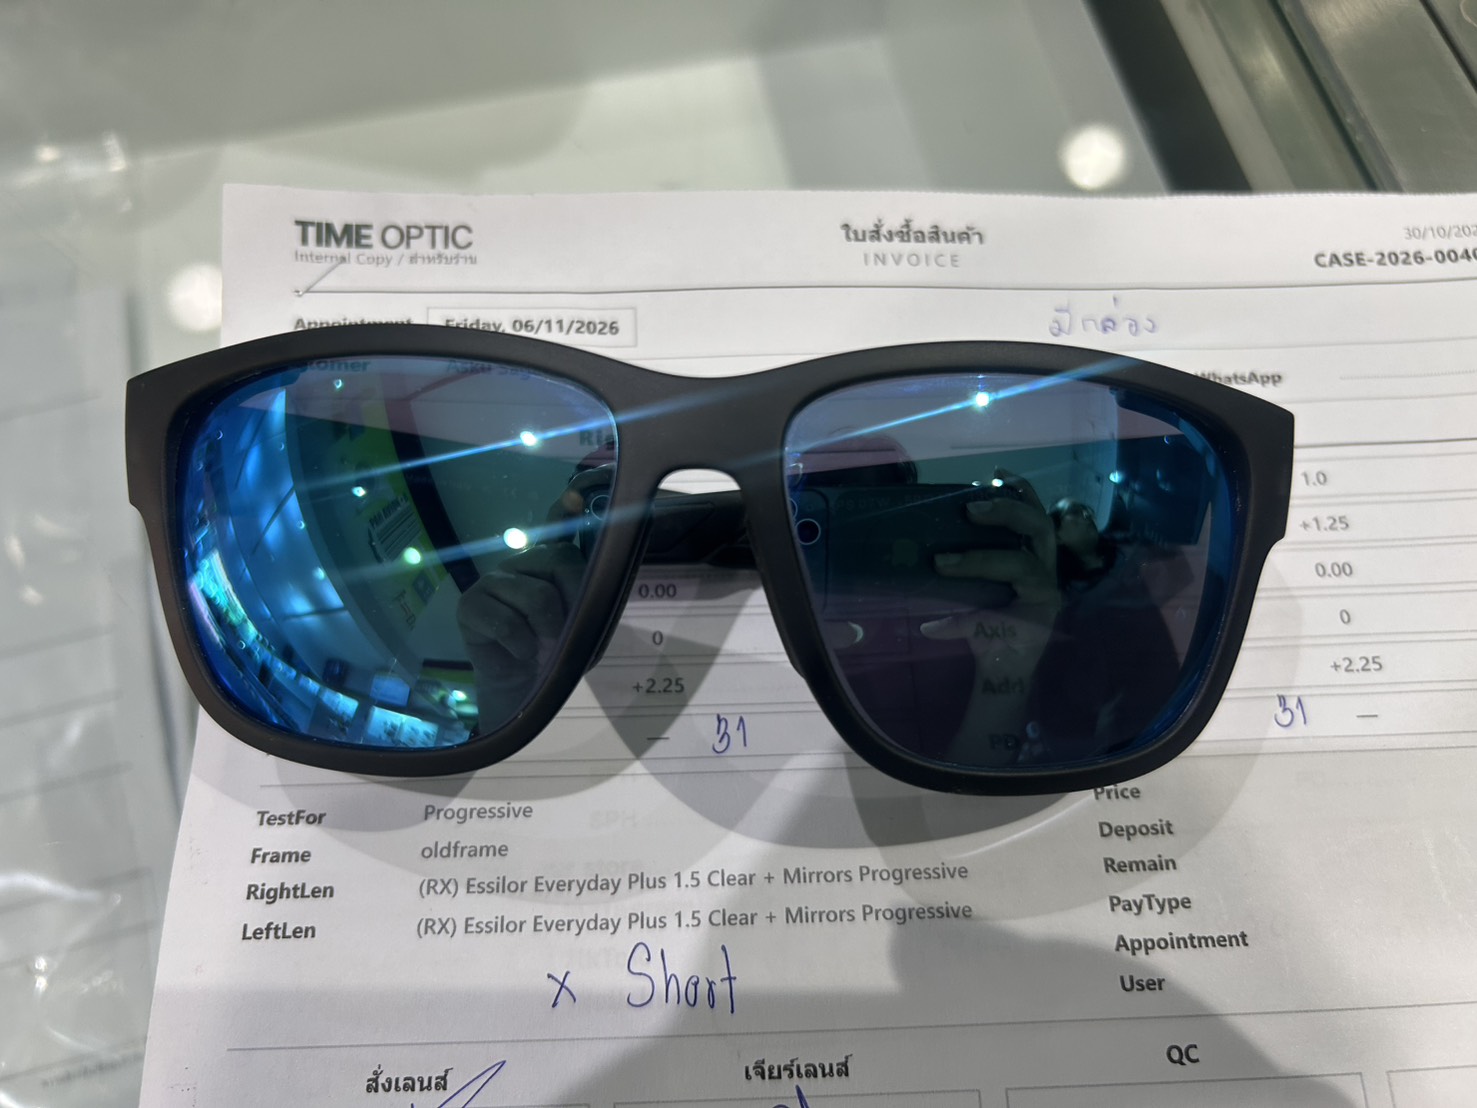 TIME OPTIC
Internal Copy / สำหรับร้าน
ใบสั่งซื้อสินค้า
INVOICE
30/10/202
CASE-2026-004
Appointment Friday, 06/11/2026
มีกล่อง
WhatsApp
1.0
+1.25
0.00 0.00
0 0
Axis
+2.25 +2.25
Add
— 31 31 —
PD
TestFor Progressive
Frame oldframe
RightLen (RX) Essilor Everyday Plus 1.5 Clear + Mirrors Progressive
LeftLen (RX) Essilor Everyday Plus 1.5 Clear + Mirrors Progressive
x Short
Price
Deposit
Remain
PayType
Appointment
User
สั่งเลนส์ เจียร์เลนส์ QC